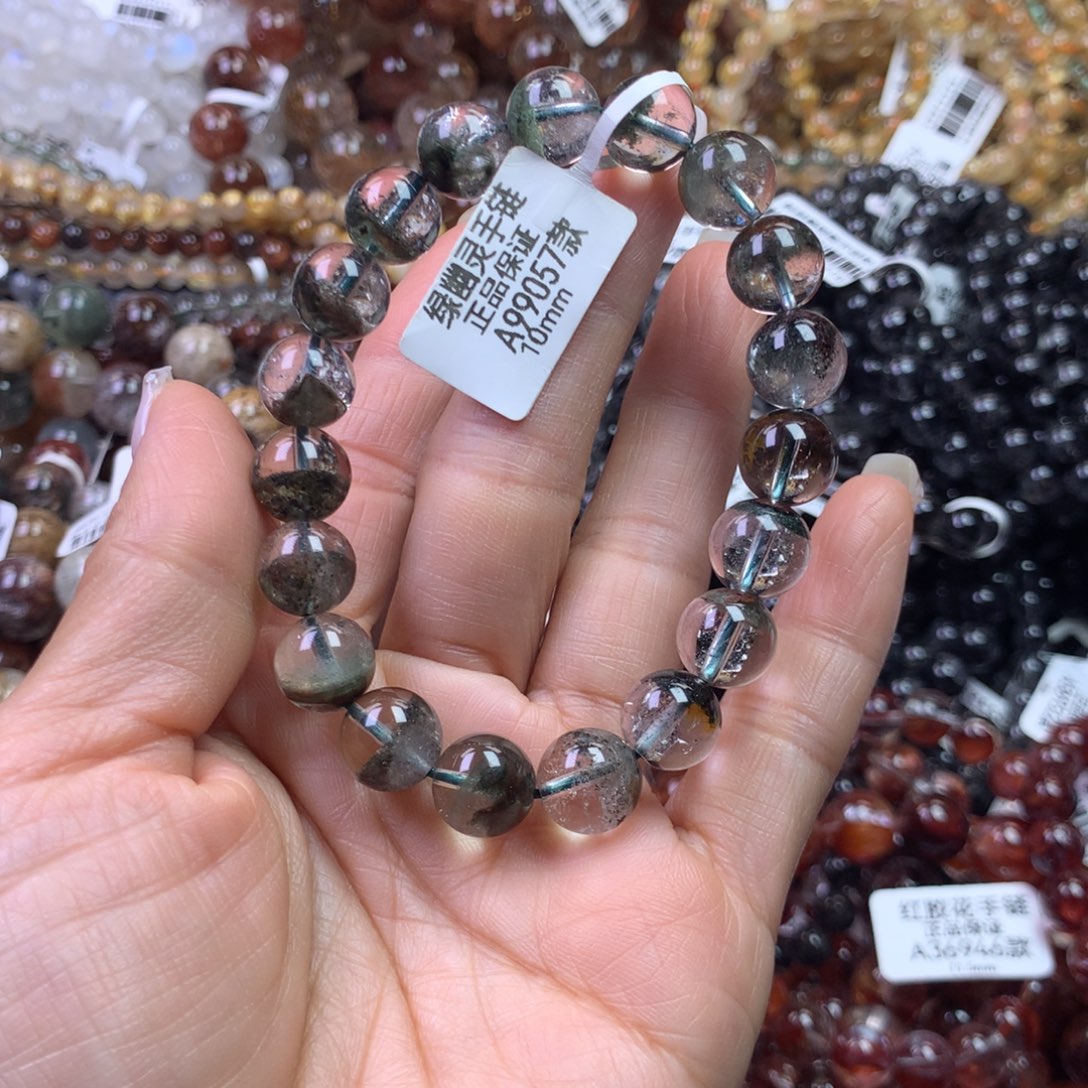 绿幽灵手链
正品保证
A99057款
10mm
红胶花手链
正品保证
A36946款